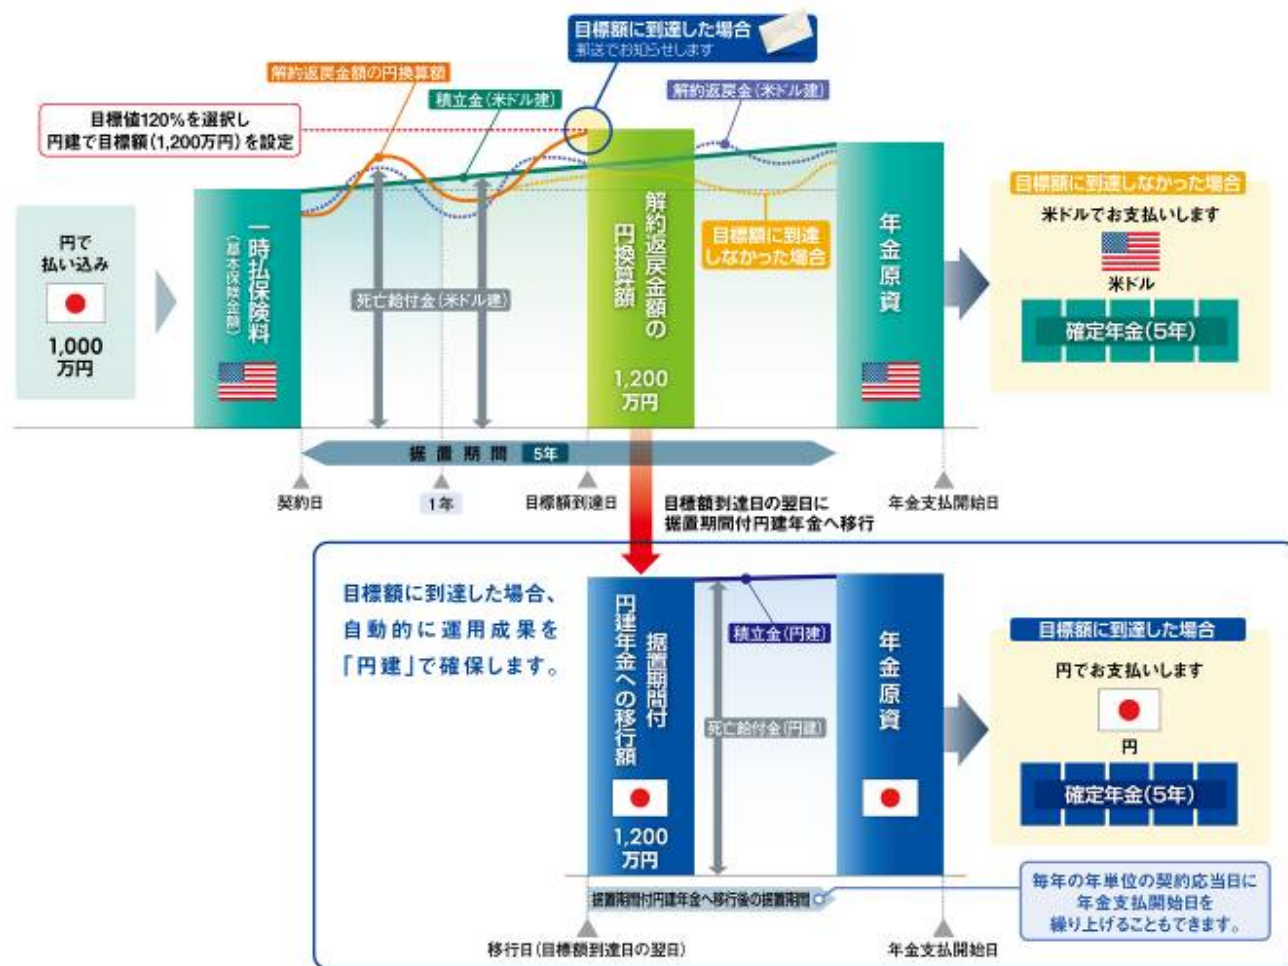 目標額に到達した場合
郵送でお知らせします
解約返戻金額の円換算額
積立金(米ドル建)
解約返戻金(米ドル建)
目標値120%を選択し
円建で目標額(1,200万円)を設定
円で
払い込み
1,000
万円
一時払保険料
(基本保険金額)
死亡給付金(米ドル建)
解約返戻金額の
円換算額
1,200
万円
目標額に到達
しなかった場合
年金原資
目標額に到達しなかった場合
米ドルでお支払いします
米ドル
確定年金(5年)
据置期間 5年
契約日
1年
目標額到達日
年金支払開始日
目標額到達日の翌日に
据置期間付円建年金へ移行
目標額に到達した場合、
自動的に運用成果を
「円建」で確保します。
据置期間付
円建年金への移行額
1,200
万円
積立金(円建)
死亡給付金(円建)
年金原資
目標額に到達した場合
円でお支払いします
円
確定年金(5年)
据置期間付円建年金へ移行後の据置期間
毎年の年単位の契約応当日に
年金支払開始日を
繰り上げることもできます。
移行日(目標額到達日の翌日)
年金支払開始日